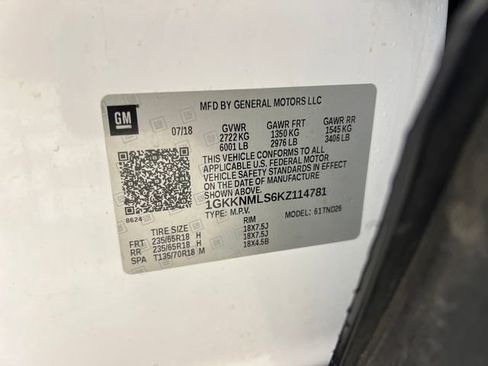 MFD BY GENERAL MOTORS LLC
GM
07/18 GVWR GAWR FRT GAWR RR
2722 KG 1350 KG 1545 KG
6001 LB 2976 LB 3406 LB
THIS VEHICLE CONFORMS TO ALL
APPLICABLE U.S. FEDERAL MOTOR
VEHICLE SAFETY STANDARDS IN EFFECT
ON THE DATE OF MANUFACTURE
SHOWN ABOVE.
1GKKNMLS6KZ114781
8624
TYPE: M.P.V. MODEL: 61TND26
TIRE SIZE RIM
FRT 235/65R18 H 18X7.5J
RR 235/65R18 H 18X7.5J
SPA T135/70R18 M 18X4.5B